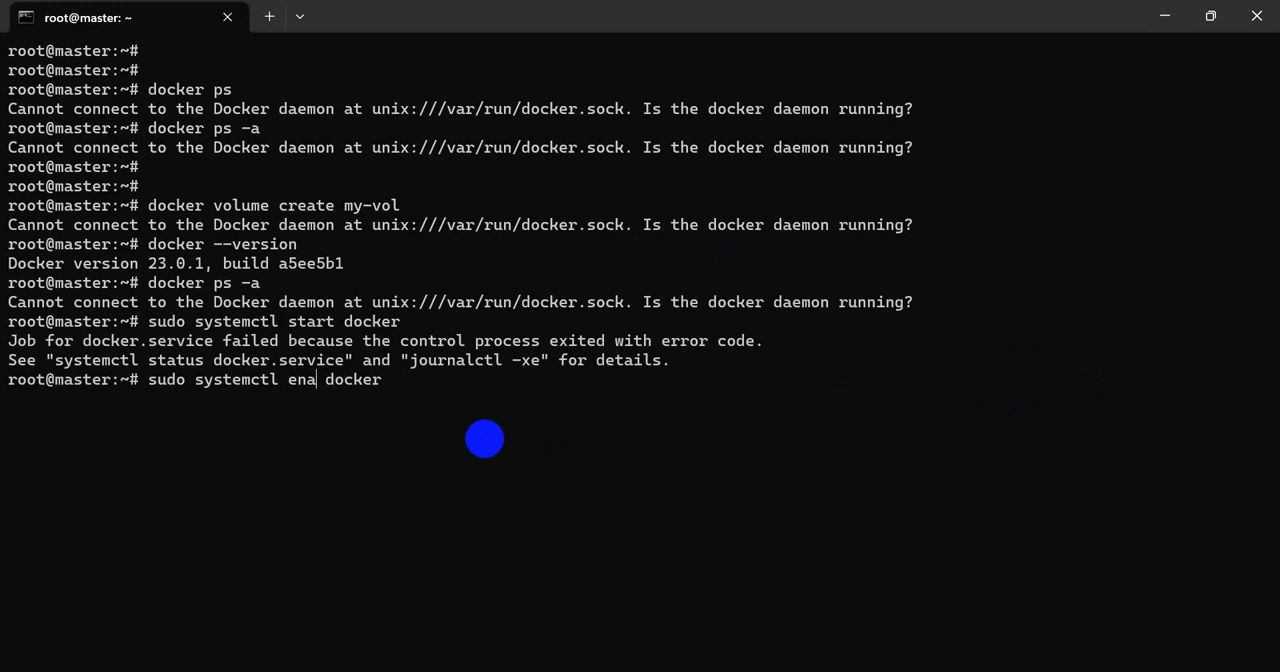 root@master: ~
root@master:~#
root@master:~#
root@master:~# docker ps
Cannot connect to the Docker daemon at unix:///var/run/docker.sock. Is the docker daemon running?
root@master:~# docker ps -a
Cannot connect to the Docker daemon at unix:///var/run/docker.sock. Is the docker daemon running?
root@master:~#
root@master:~#
root@master:~# docker volume create my-vol
Cannot connect to the Docker daemon at unix:///var/run/docker.sock. Is the docker daemon running?
root@master:~# docker --version
Docker version 23.0.1, build a5ee5b1
root@master:~# docker ps -a
Cannot connect to the Docker daemon at unix:///var/run/docker.sock. Is the docker daemon running?
root@master:~# sudo systemctl start docker
Job for docker.service failed because the control process exited with error code.
See "systemctl status docker.service" and "journalctl -xe" for details.
root@master:~# sudo systemctl ena docker